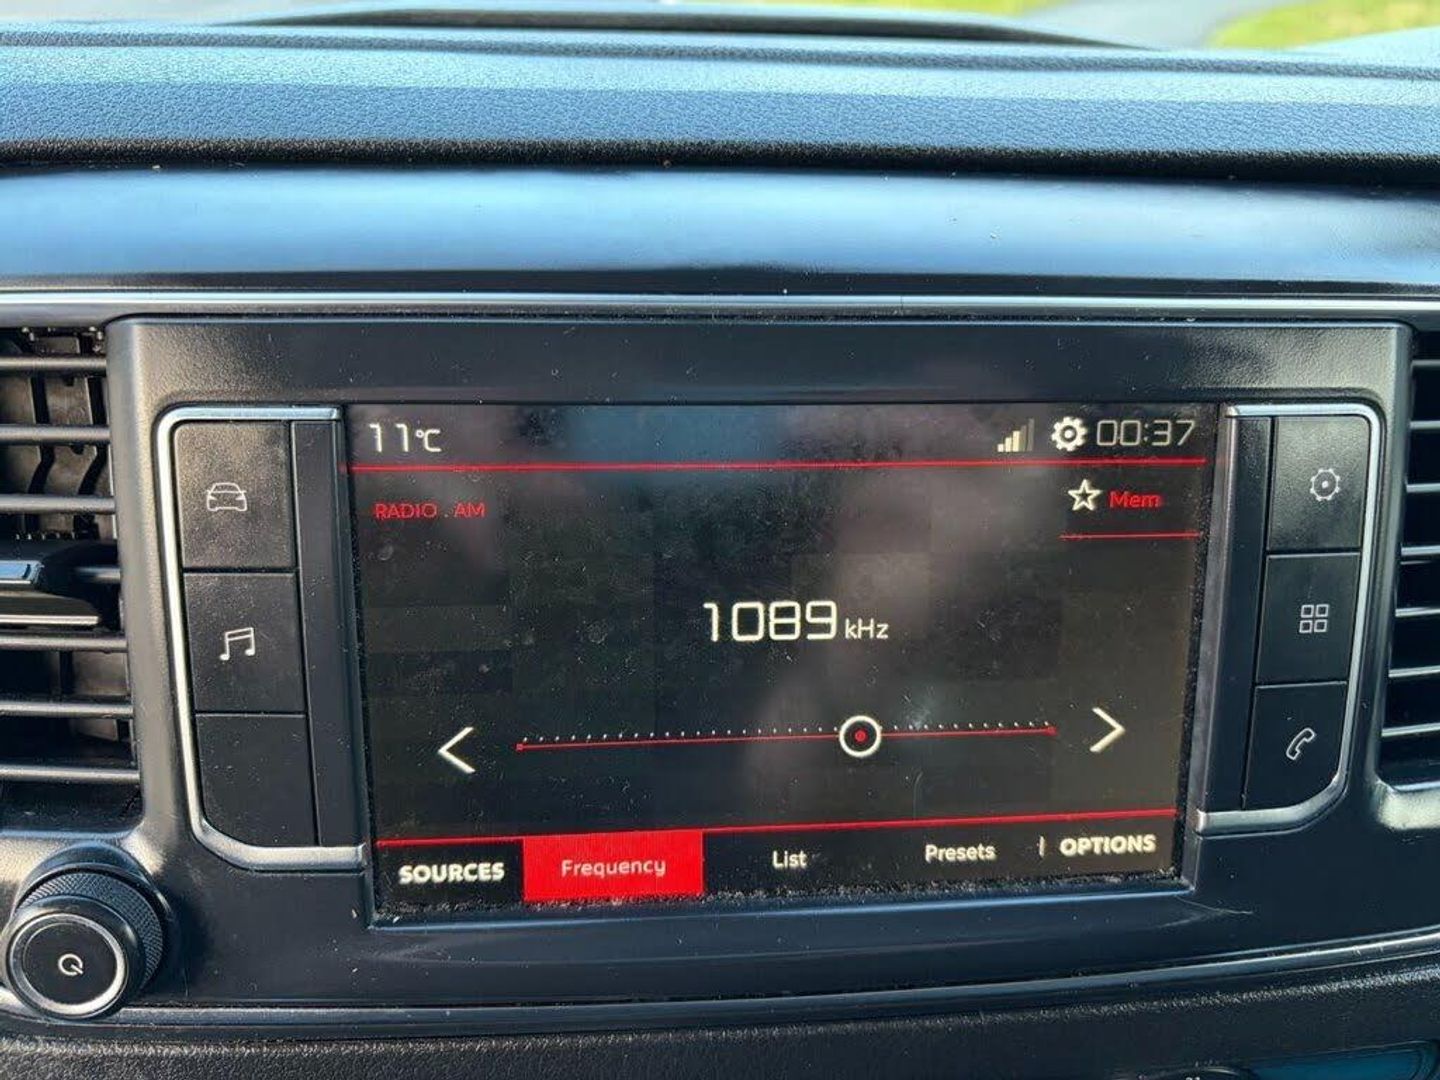 11°C
00:37
RADIO . AM
Mem
1089 kHz
SOURCES
Frequency
List
Presets
OPTIONS